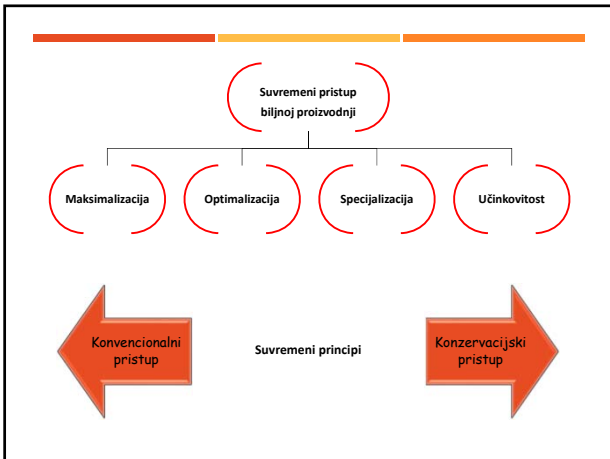 Suvremeni pristup
biljnoj proizvodnji
Maksimalizacija
Optimalizacija
Specijalizacija
Učinkovitost
Konvencionalni
pristup
Suvremeni principi
Konzervacijski
pristup